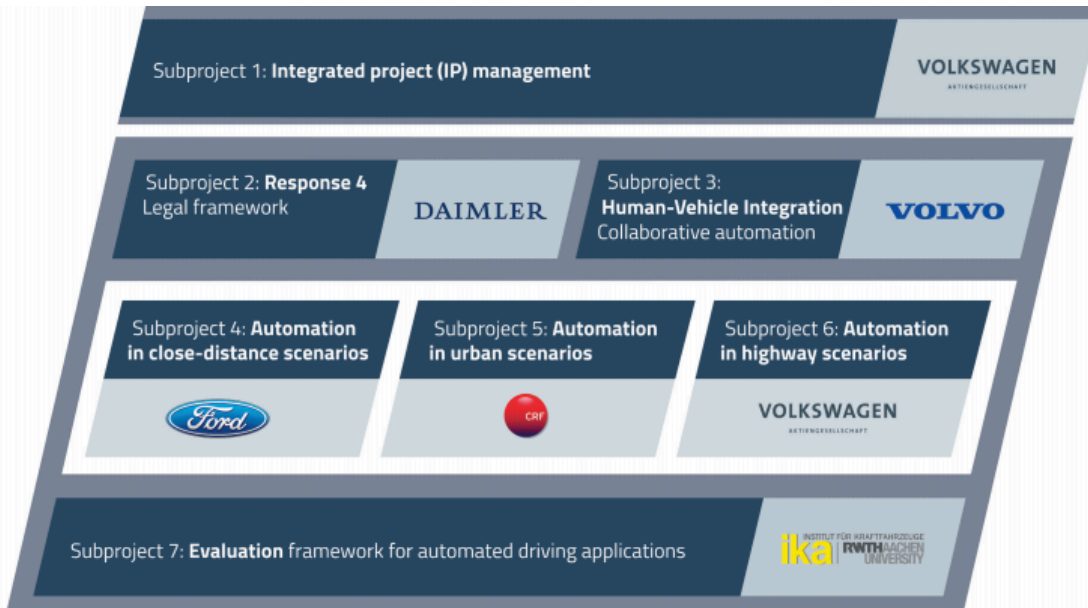 Subproject 1: Integrated project (IP) management
VOLKSWAGEN
AKTIENGESELLSCHAFT
Subproject 2: Response 4
Legal framework
DAIMLER
Subproject 3:
Human-Vehicle Integration
Collaborative automation
VOLVO
Subproject 4: Automation
in close-distance scenarios
Ford
Subproject 5: Automation
in urban scenarios
CRF
Subproject 6: Automation
in highway scenarios
VOLKSWAGEN
AKTIENGESELLSCHAFT
Subproject 7: Evaluation framework for automated driving applications
ika
INSTITUT FÜR KRAFTFAHRZEUGE
RWTH AACHEN
UNIVERSITY